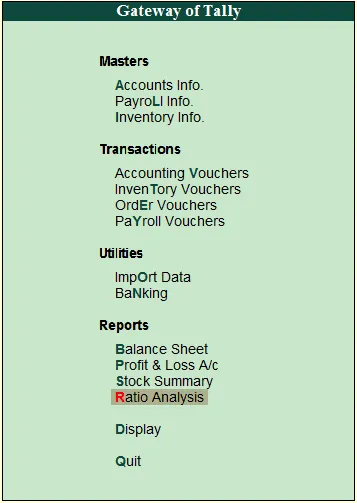 Gateway of Tally
Masters
Accounts Info.
PayroLl Info.
Inventory Info.
Transactions
Accounting Vouchers
InvenTory Vouchers
OrdEr Vouchers
PaYroll Vouchers
Utilities
ImpOrt Data
BaNking
Reports
Balance Sheet
Profit & Loss A/c
Stock Summary
Ratio Analysis
Display
Quit